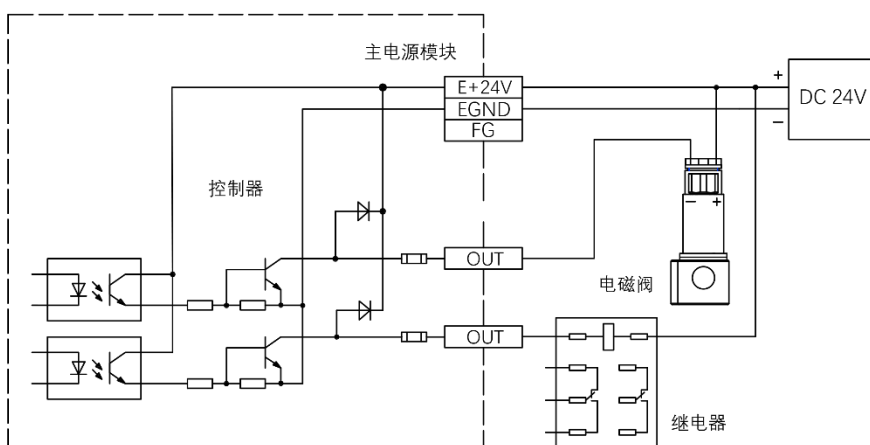 主电源模块
E+24V
EGND
FG
+
−
DC 24V
控制器
OUT
− +
电磁阀
OUT
继电器